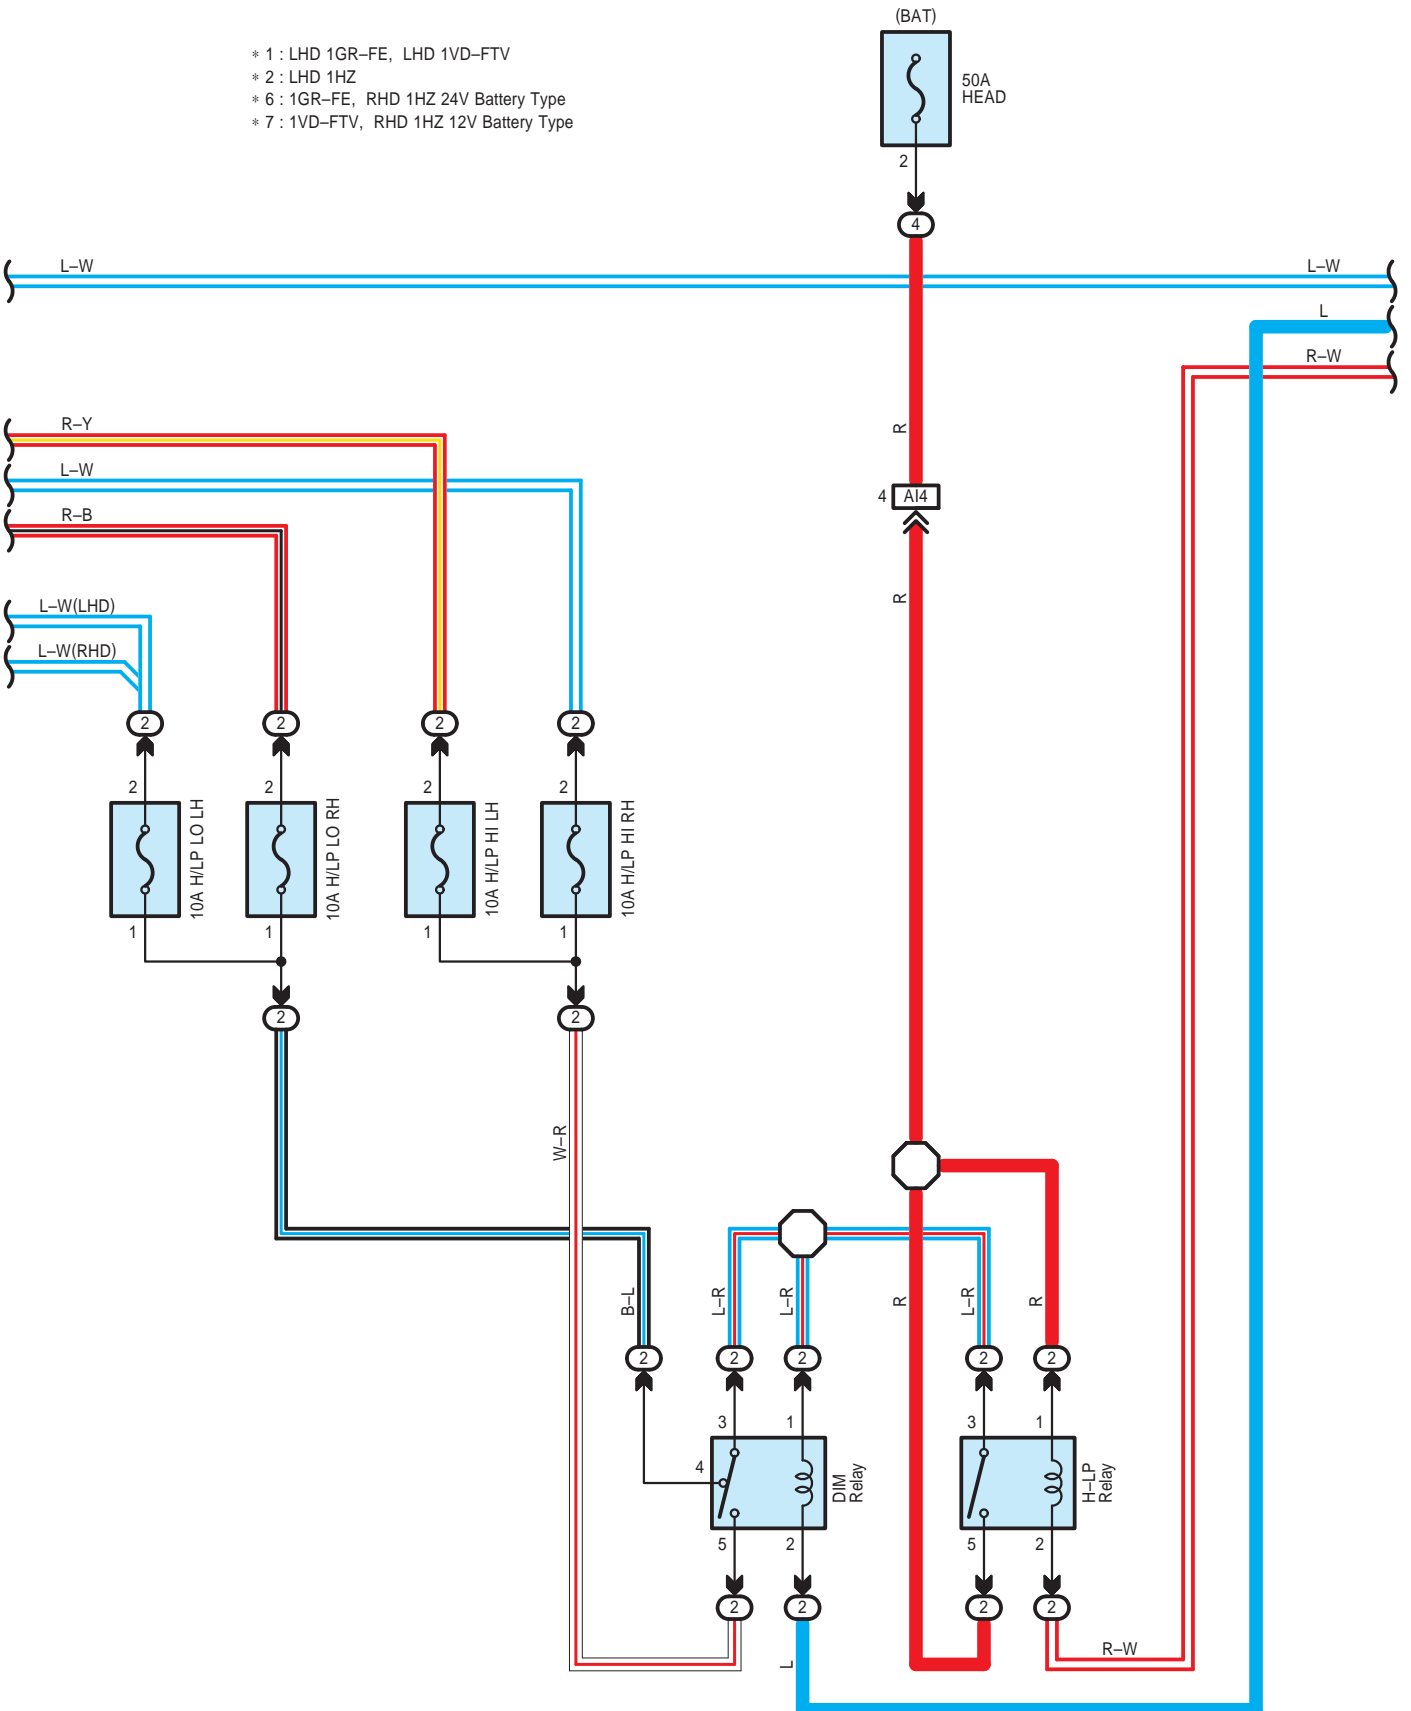 (BAT)
* 1 : LHD 1GR–FE, LHD 1VD–FTV
* 2 : LHD 1HZ
* 6 : 1GR–FE, RHD 1HZ 24V Battery Type
* 7 : 1VD–FTV, RHD 1HZ 12V Battery Type
50A
HEAD
2
4
L–W
L–W
L
R–W
R–Y
R
L–W
4 AI4
R–B
R
L–W(LHD)
L–W(RHD)
2
2
2
2
2
2
2
2
10A H/LP LO LH
10A H/LP LO RH
10A H/LP HI LH
10A H/LP HI RH
1
1
1
1
2
2
W–R
B–L
L–R
L–R
R
L–R
R
2
2
2
2
2
3
1
3
1
4
DIM
Relay
H–LP
Relay
5
2
5
2
2
2
2
2
L
R–W